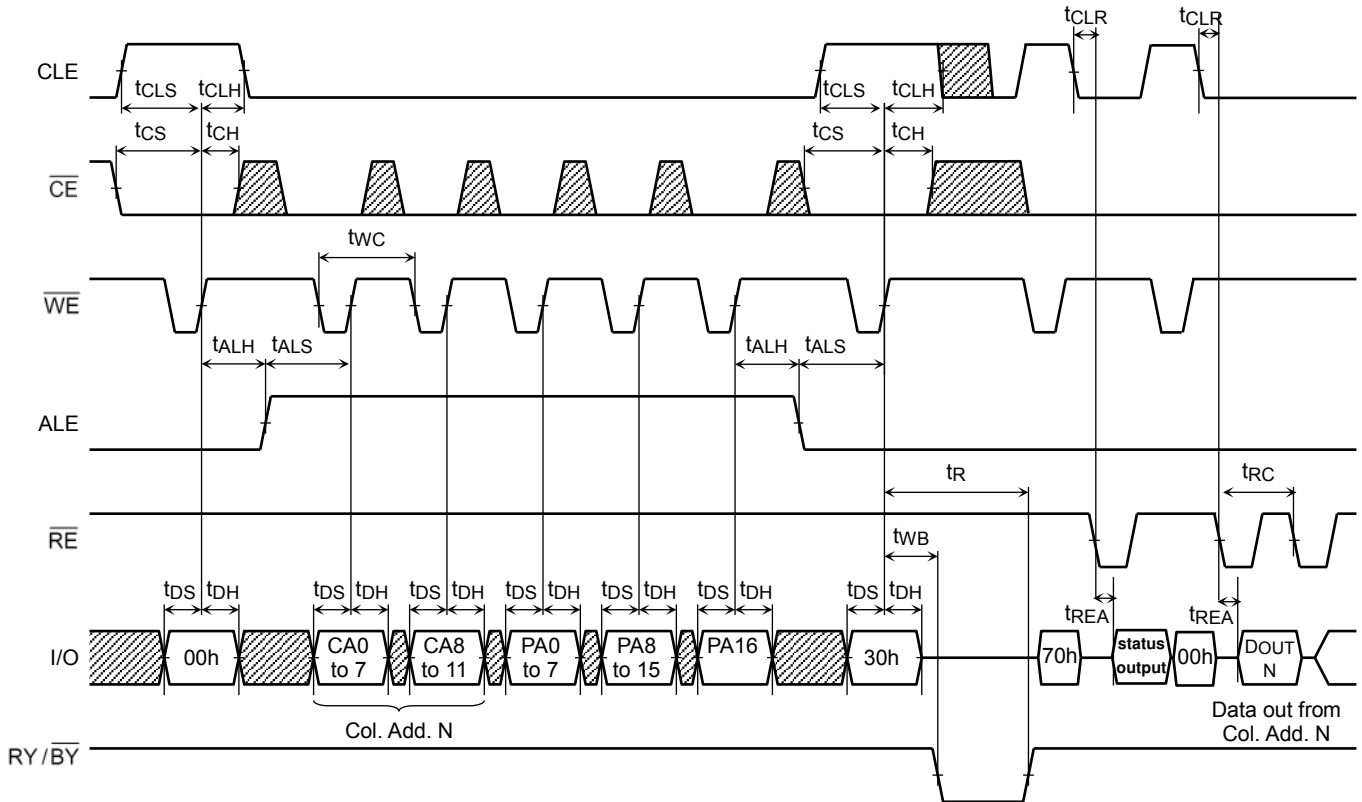 tCLR tCLR
CLE
tCLS tCLH tCLS tCLH
tCS tCH tCS tCH
CE
tWC
WE
tALH tALS tALH tALS
ALE
tR tRC
RE
tWB
tDS tDH tDS tDH tDS tDH tDS tDH tDS tDH tDS tDH tDS tDH
tREA tREA
I/O
00h
CA0
to 7
CA8
to 11
PA0
to 7
PA8
to 15
PA16
30h
70h
status
output
00h
DOUT
N
Col. Add. N
Data out from
Col. Add. N
RY/BY